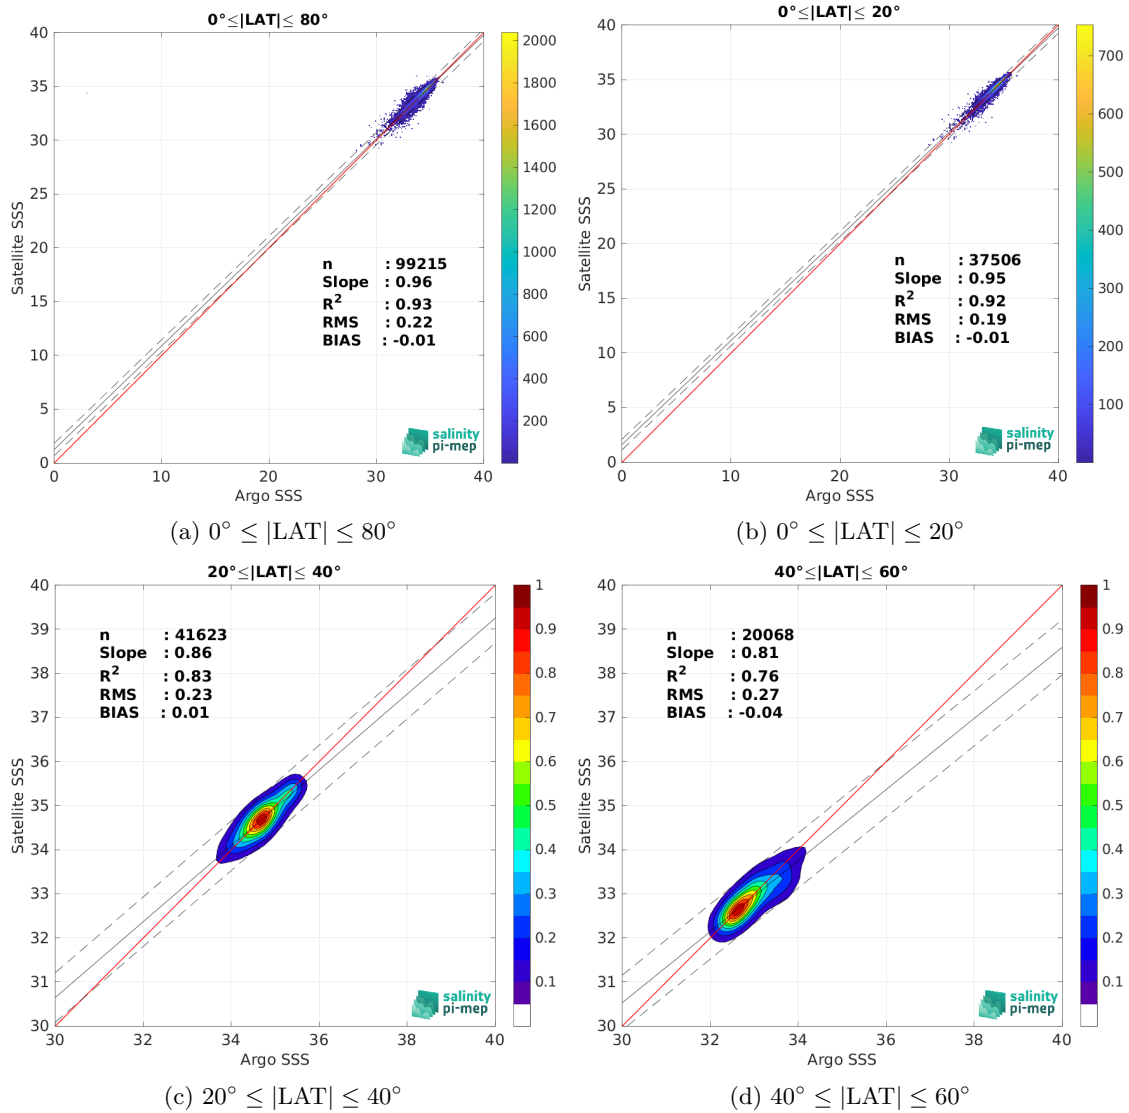 0°≤|LAT|≤ 80°
40
35
30
25
20
15
10
5
0
0
10
20
30
40
Satellite SSS
Argo SSS
n : 99215
Slope : 0.96
R² : 0.93
RMS : 0.22
BIAS : -0.01
salinity
pi-mep
2000
1800
1600
1400
1200
1000
800
600
400
200
(a) 0° ≤ |LAT| ≤ 80°
0°≤|LAT|≤ 20°
40
35
30
25
20
15
10
5
0
0
10
20
30
40
Satellite SSS
Argo SSS
n : 37506
Slope : 0.95
R² : 0.92
RMS : 0.19
BIAS : -0.01
salinity
pi-mep
700
600
500
400
300
200
100
(b) 0° ≤ |LAT| ≤ 20°
20°≤|LAT|≤ 40°
40
39
38
37
36
35
34
33
32
31
30
30
32
34
36
38
40
Satellite SSS
Argo SSS
n : 41623
Slope : 0.86
R² : 0.83
RMS : 0.23
BIAS : 0.01
salinity
pi-mep
1
0.9
0.8
0.7
0.6
0.5
0.4
0.3
0.2
0.1
(c) 20° ≤ |LAT| ≤ 40°
40°≤|LAT|≤ 60°
40
39
38
37
36
35
34
33
32
31
30
30
32
34
36
38
40
Satellite SSS
Argo SSS
n : 20068
Slope : 0.81
R² : 0.76
RMS : 0.27
BIAS : -0.04
salinity
pi-mep
1
0.9
0.8
0.7
0.6
0.5
0.4
0.3
0.2
0.1
(d) 40° ≤ |LAT| ≤ 60°